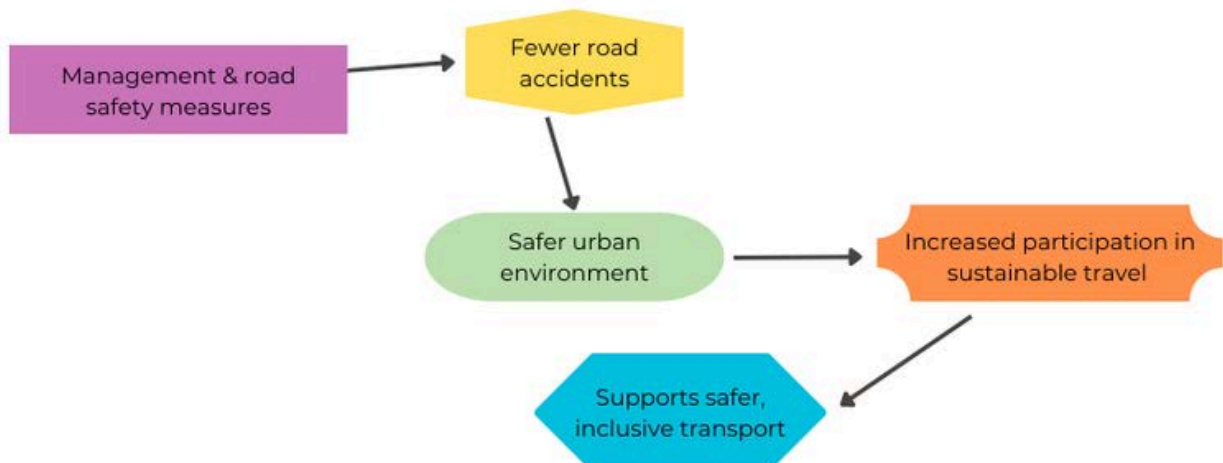 Management & road
safety measures
Fewer road
accidents
Safer urban
environment
Increased participation in
sustainable travel
Supports safer,
inclusive transport